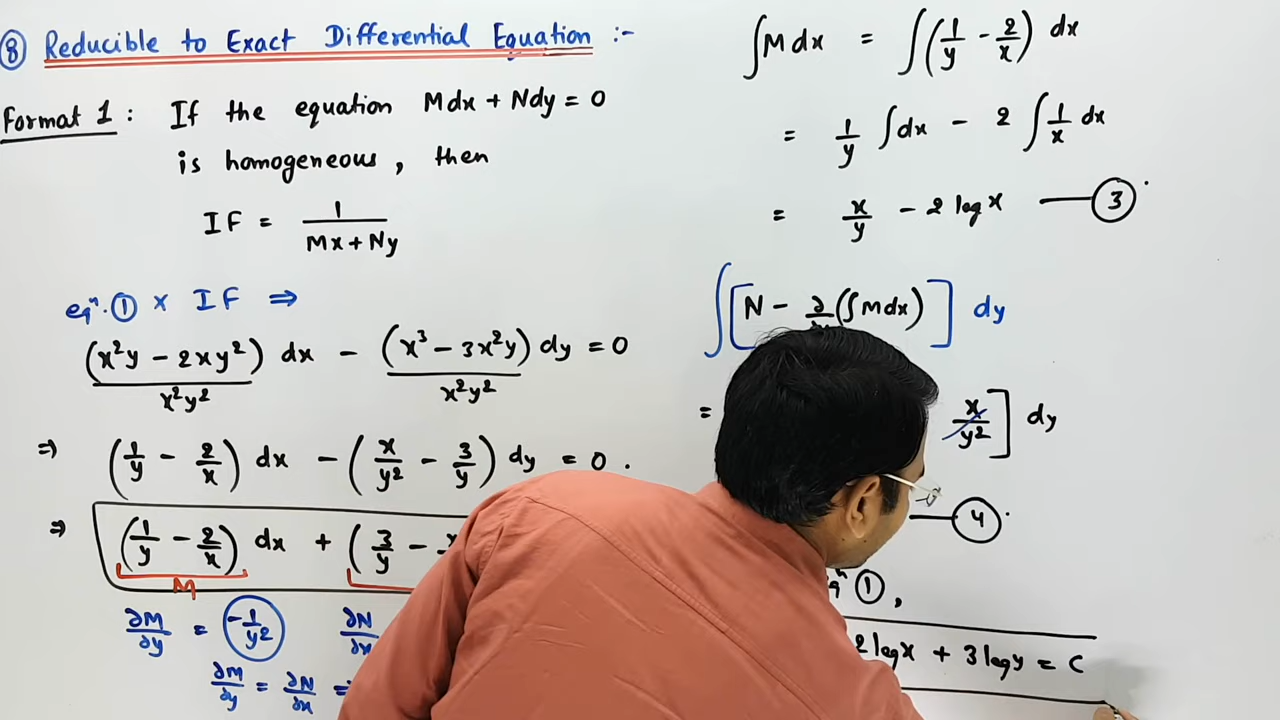 ⑧ Reducible to Exact Differential Equation :-
Format 1 : If the equation Mdx + Ndy = 0
is homogeneous , then
IF = 1/(Mx + Ny)
eqⁿ. ① × IF ⇒
(x²y − 2xy²)/x²y² dx − (x³ − 3x²y)/x²y² dy = 0
⇒ (1/y − 2/x) dx − (x/y² − 3/y) dy = 0 .
⇒ (1/y − 2/x) dx + (3/y −
M
∂M/∂y = −1/y² ∂N/∂x
∂M/∂y = ∂N/∂x =
∫M dx = ∫(1/y − 2/x) dx
= 1/y ∫dx − 2 ∫1/x dx
= x/y − 2 log x — ③ .
∫[N − ∂ (∫Mdx)] dy
= x/y²] dy
— ④ .
① ,
2 log x + 3 log y = C